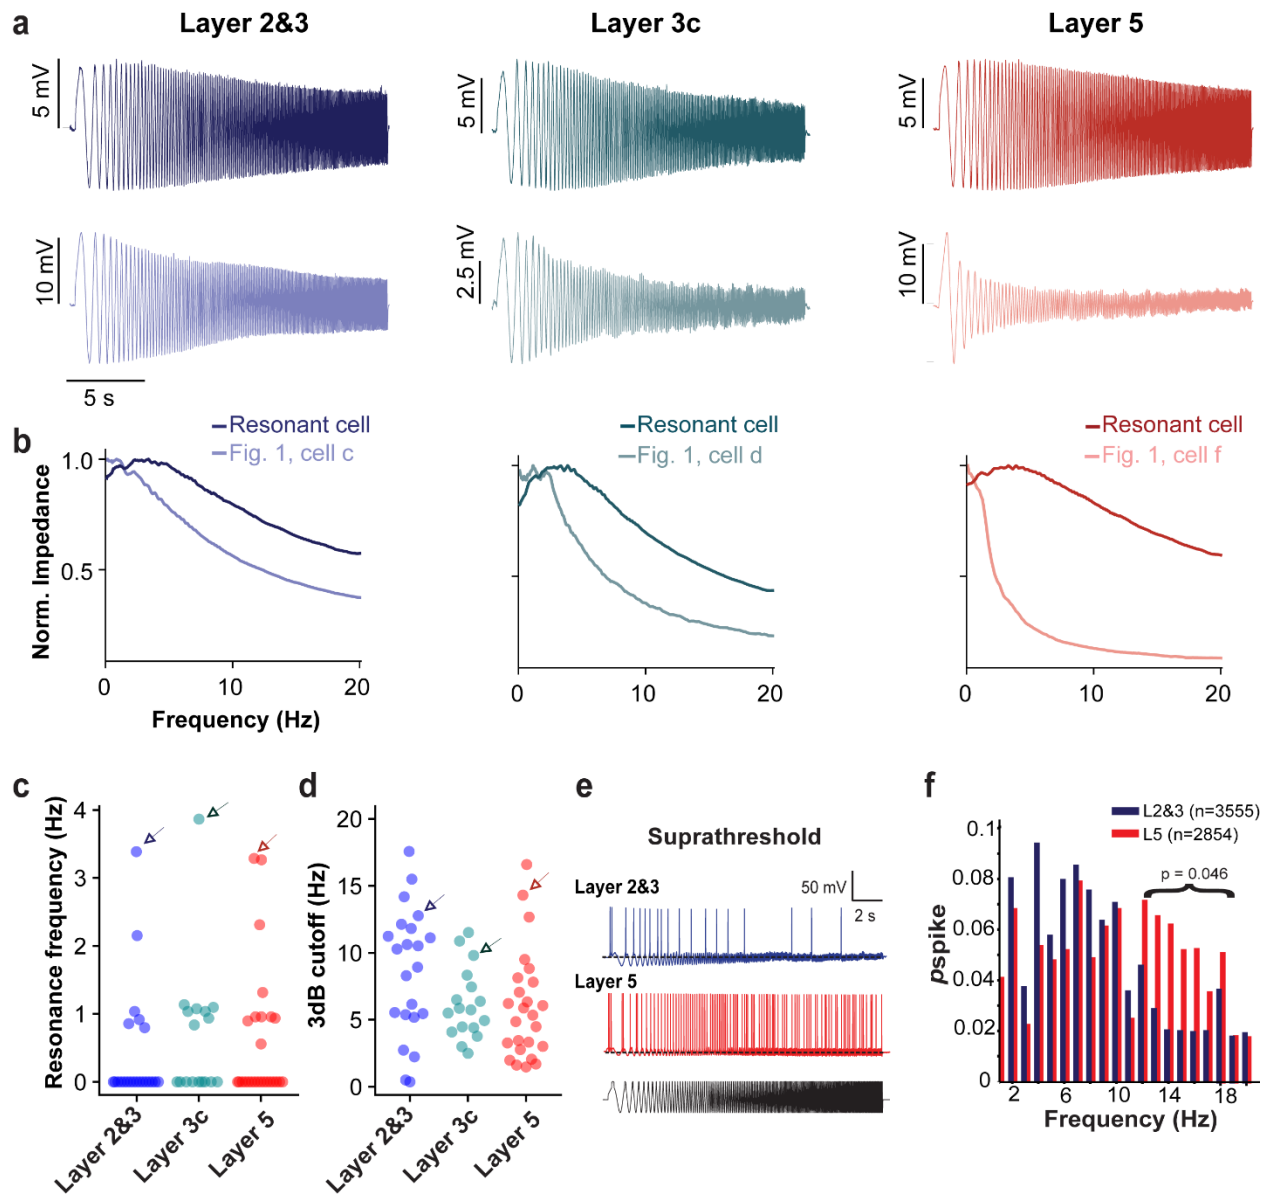 a
Layer 2&3
Layer 3c
Layer 5
5 mV
5 mV
5 mV
10 mV
2.5 mV
10 mV
5 s
b
Resonant cell
Fig. 1, cell c
Resonant cell
Fig. 1, cell d
Resonant cell
Fig. 1, cell f
Norm. Impedance
1.0
0.5
0 10 20
0 10 20
0 10 20
Frequency (Hz)
c
Resonance frequency (Hz)
4
3
2
1
0
Layer 2&3
Layer 3c
Layer 5
d
3dB cutoff (Hz)
20
15
10
5
0
Layer 2&3
Layer 3c
Layer 5
e
Suprathreshold
Layer 2&3
50 mV
2 s
Layer 5
f
L2&3 (n=3555)
L5 (n=2854)
p = 0.046
pspike
0.1
0.08
0.06
0.04
0.02
0
2 6 10 14 18
Frequency (Hz)